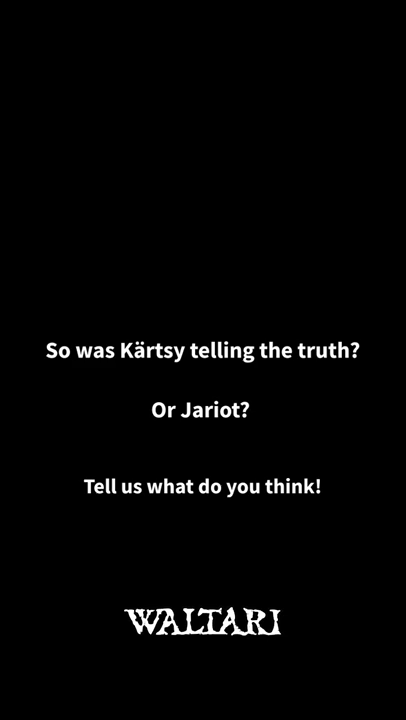 So was Kärtsy telling the truth?
Or Jariot?
Tell us what do you think!
WALTARI